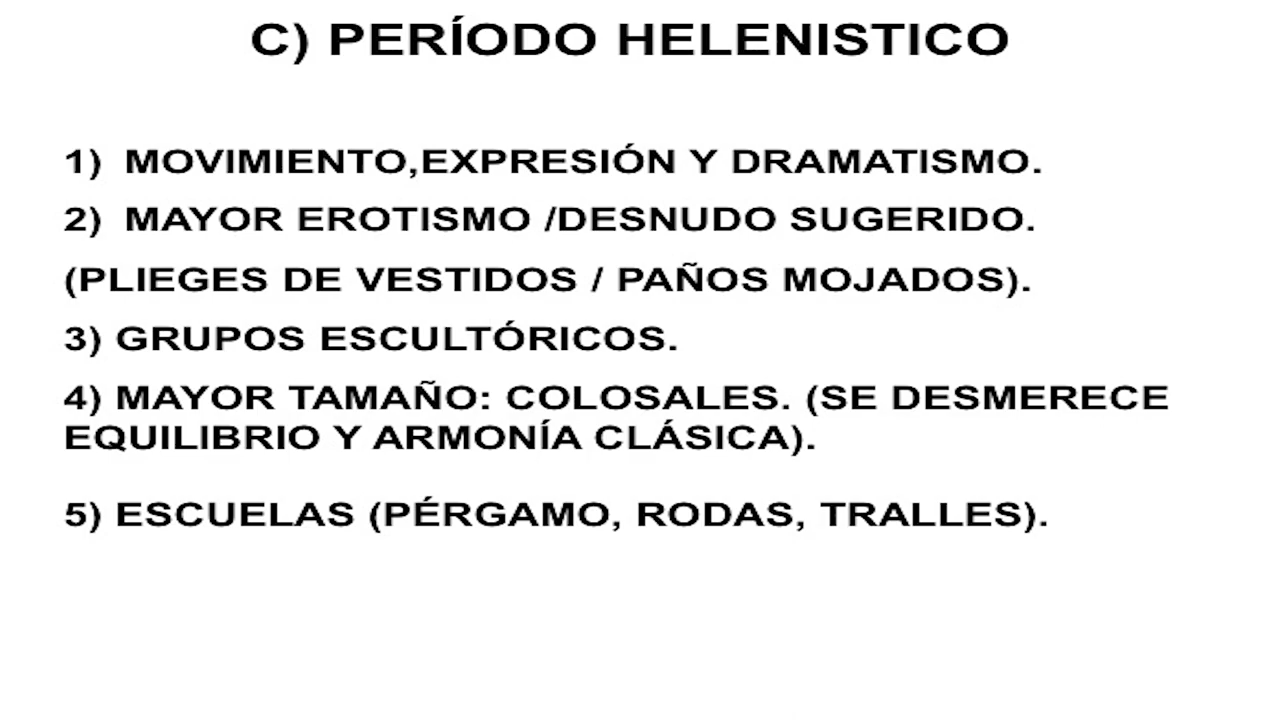 C) PERÍODO HELENISTICO
1) MOVIMIENTO,EXPRESIÓN Y DRAMATISMO.
2) MAYOR EROTISMO /DESNUDO SUGERIDO.
(PLIEGES DE VESTIDOS / PAÑOS MOJADOS).
3) GRUPOS ESCULTÓRICOS.
4) MAYOR TAMAÑO: COLOSALES. (SE DESMERECE
EQUILIBRIO Y ARMONÍA CLÁSICA).
5) ESCUELAS (PÉRGAMO, RODAS, TRALLES).